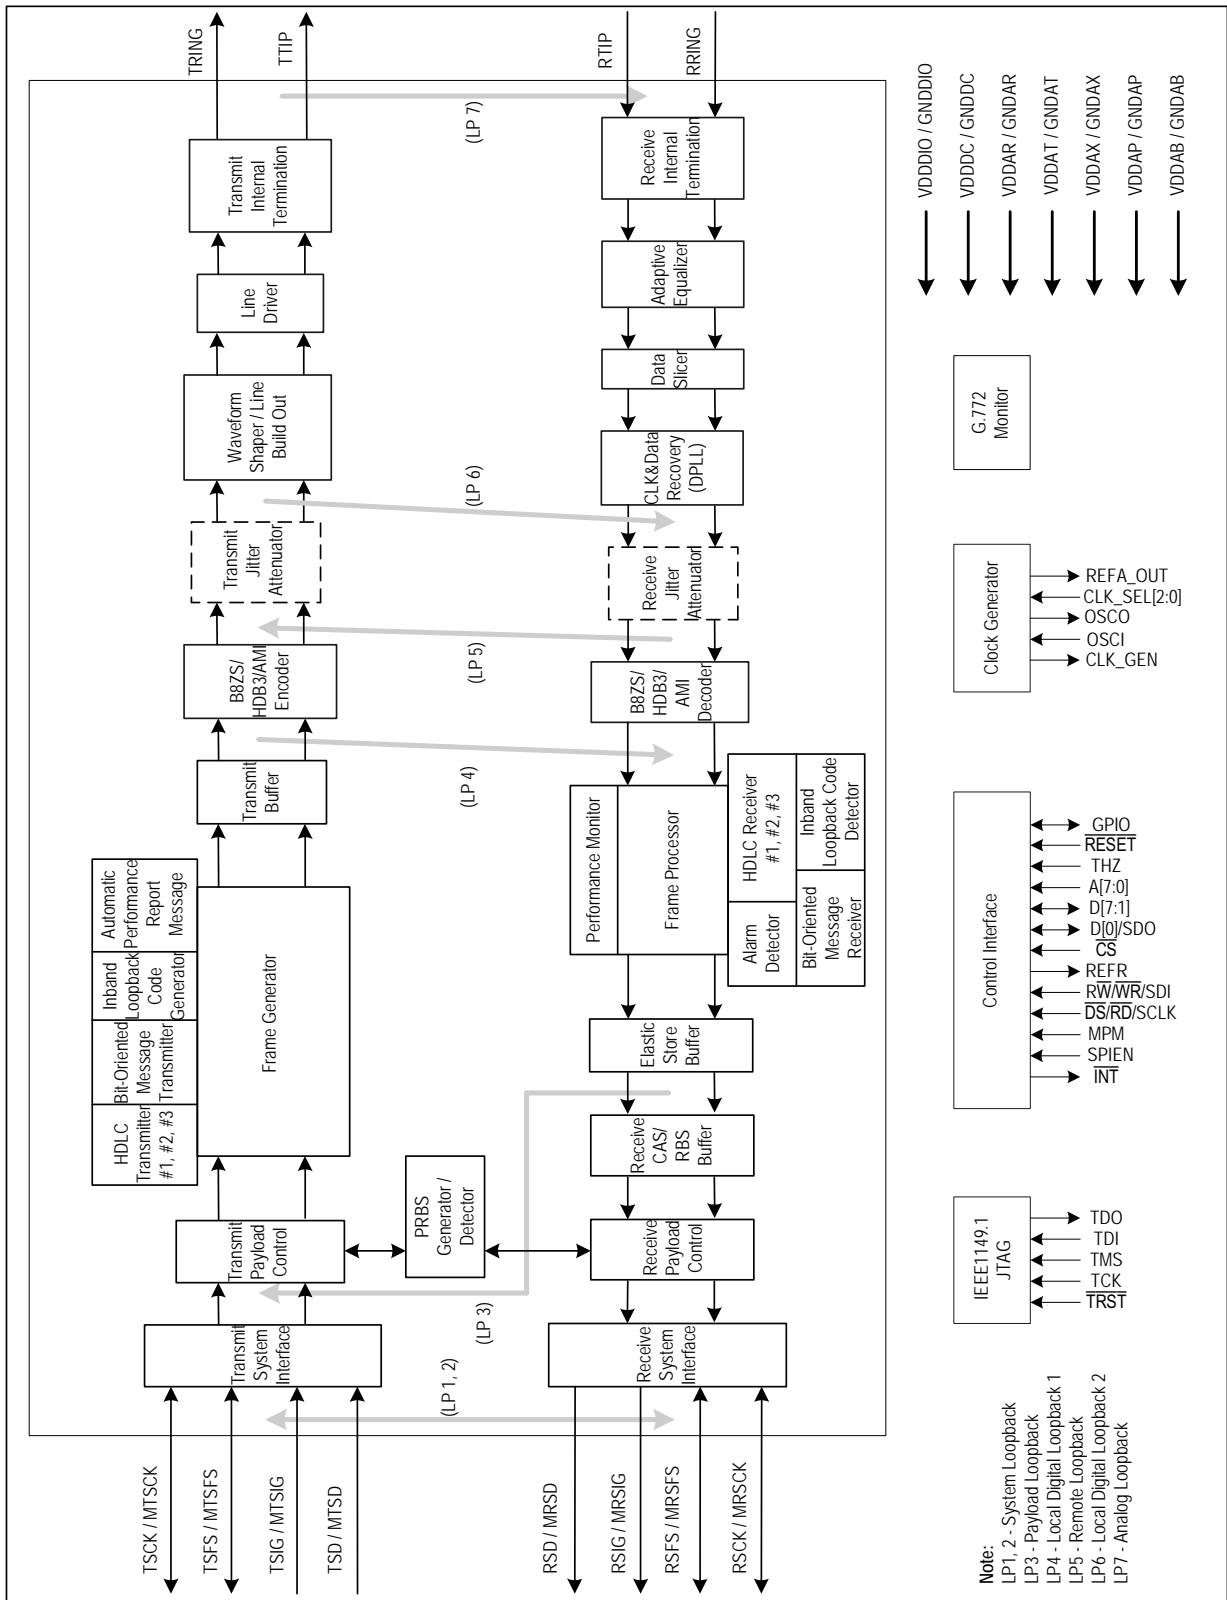 TRING
TTIP
RTIP
RRING
(LP 7)
Transmit
Internal
Termination
Receive
Internal
Termination
Line
Driver
Adaptive
Equalizer
Data
Slicer
Waveform
Shaper / Line
Build Out
CLK&Data
Recovery
(DPLL)
(LP 6)
Transmit
Jitter
Attenuator
Receive
Jitter
Attenuator
(LP 5)
B8ZS/
HDB3/AMI
Encoder
B8ZS/
HDB3/
AMI
Decoder
(LP 4)
Transmit
Buffer
Performance Monitor
Frame Processor
HDLC Receiver
#1, #2, #3
Inband
Loopback Code
Detector
Alarm
Detector
Bit-Oriented
Message
Receiver
Automatic
Performance
Report
Message
Inband
Loopback
Code
Generator
Bit-Oriented
Message
Transmitter
HDLC
Transmitter
#1, #2, #3
Frame Generator
Elastic
Store
Buffer
Receive
CAS/
RBS
Buffer
PRBS
Generator /
Detector
Transmit
Payload
Control
Receive
Payload
Control
(LP 3)
Transmit
System
Interface
Receive
System
Interface
(LP 1, 2)
TSCK / MTSCK
TSFS / MTSFS
TSIG / MTSIG
TSD / MTSD
RSD / MRSD
RSIG / MRSIG
RSFS / MRSFS
RSCK / MRSCK
VDDDIO / GNDDIO
VDDDC / GNDDC
VDDAR / GNDAR
VDDAT / GNDAT
VDDAX / GNDAX
VDDAP / GNDAP
VDDAB / GNDAB
G.772
Monitor
Clock Generator
REFA_OUT
CLK_SEL[2:0]
OSCO
OSCI
CLK_GEN
Control Interface
GPIO
RESET
THZ
A[7:0]
D[7:1]
D[0]/SDO
CS
REFR
RW/WR/SDI
DS/RD/SCLK
MPM
SPIEN
INT
IEEE1149.1
JTAG
TDO
TDI
TMS
TCK
TRST
Note:
LP1, 2 - System Loopback
LP3 - Payload Loopback
LP4 - Local Digital Loopback 1
LP5 - Remote Loopback
LP6 - Local Digital Loopback 2
LP7 - Analog Loopback